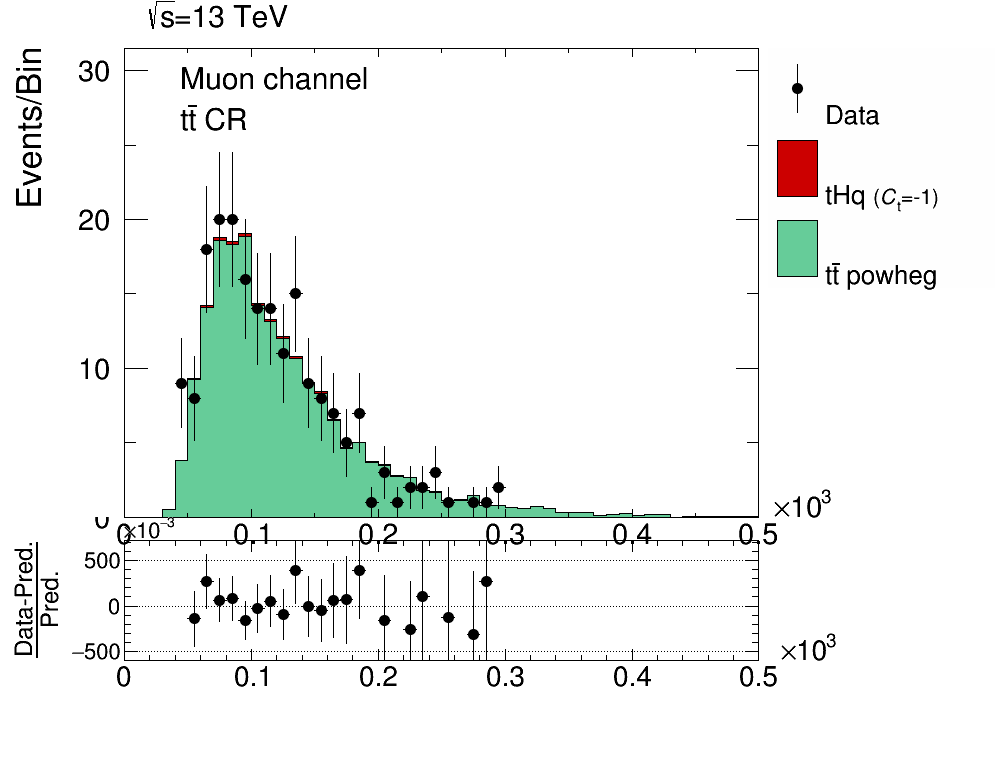 √s=13 TeV
Events/Bin
30
20
10
0
Muon channel
tt̄ CR
Data
tHq (Cₜ=-1)
tt̄ powheg
×10³
0 0.1 0.2 0.3 0.4 0.5
×10⁻³
Data-Pred.
Pred.
500
0
−500
×10³
0 0.1 0.2 0.3 0.4 0.5